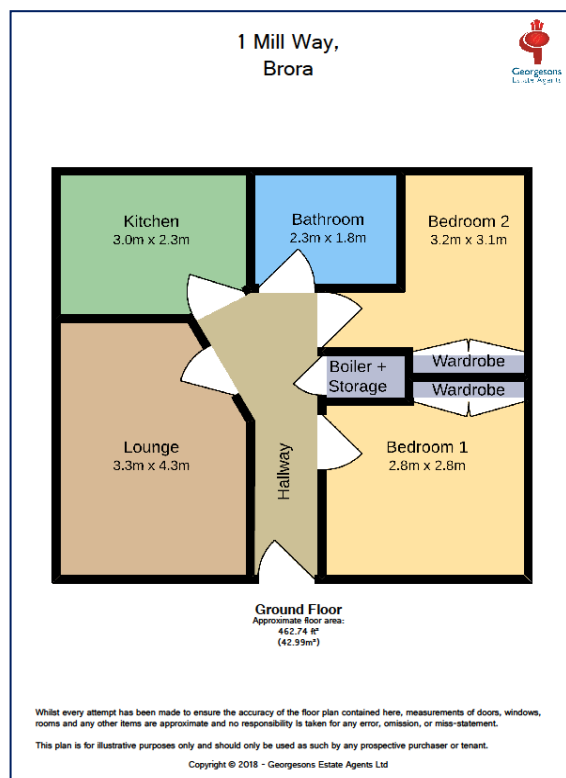 1 Mill Way,
Brora
Georgesons
Estate Agents
Kitchen
3.0m x 2.3m
Bathroom
2.3m x 1.8m
Bedroom 2
3.2m x 3.1m
Boiler +
Storage
Wardrobe
Wardrobe
Lounge
3.3m x 4.3m
Hallway
Bedroom 1
2.8m x 2.8m
Ground Floor
Approximate floor area:
462.74 ft²
(42.99m²)
Whilst every attempt has been made to ensure the accuracy of the floor plan contained here, measurements of doors, windows,
rooms and any other items are approximate and no responsibility is taken for any error, omission, or miss-statement.
This plan is for illustrative purposes only and should only be used as such by any prospective purchaser or tenant.
Copyright © 2018 - Georgesons Estate Agents Ltd